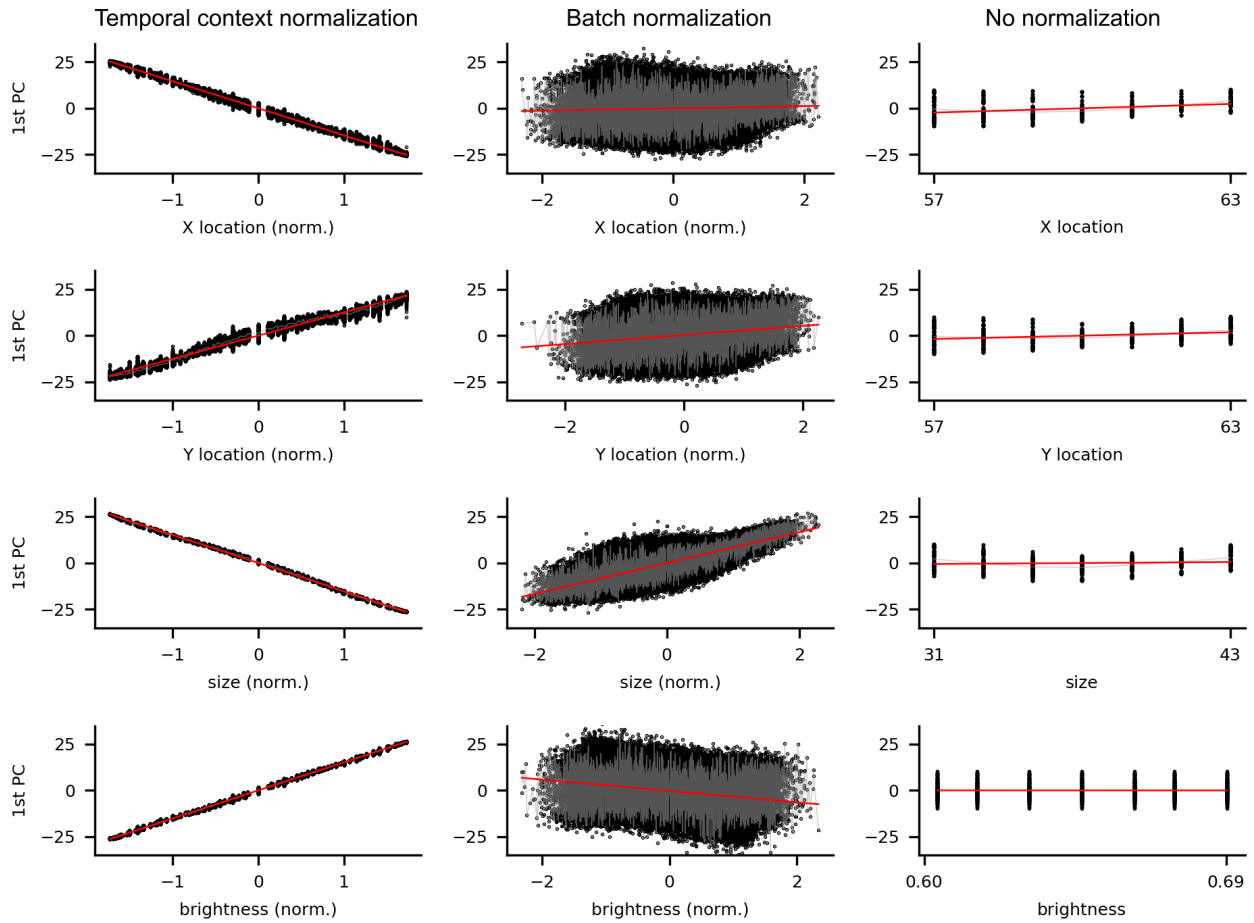 Temporal context normalization Batch normalization No normalization
1st PC
25
0
−25
−1 0 1
X location (norm.)
25
0
−25
−2 0 2
X location (norm.)
25
0
−25
57 63
X location
1st PC
25
0
−25
−1 0 1
Y location (norm.)
25
0
−25
−2 0 2
Y location (norm.)
25
0
−25
57 63
Y location
1st PC
25
0
−25
−1 0 1
size (norm.)
25
0
−25
−2 0 2
size (norm.)
25
0
−25
31 43
size
1st PC
25
0
−25
−1 0 1
brightness (norm.)
25
0
−25
−2 0 2
brightness (norm.)
25
0
−25
0.60 0.69
brightness